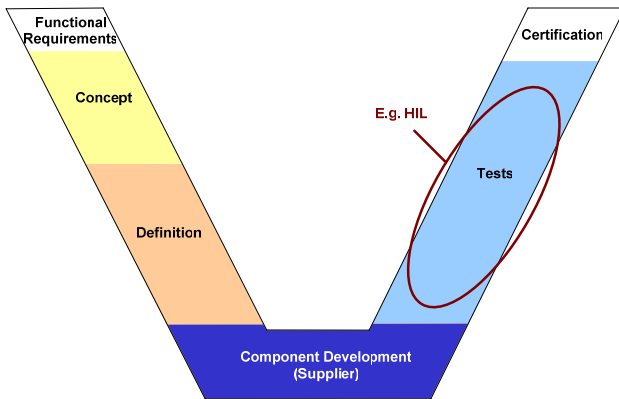 Functional
Requirements
Concept
Definition
Component Development
(Supplier)
Tests
E.g. HIL
Certification